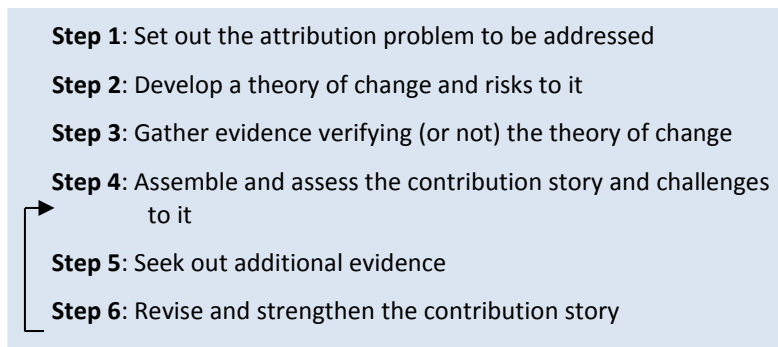 Step 1: Set out the attribution problem to be addressed
Step 2: Develop a theory of change and risks to it
Step 3: Gather evidence verifying (or not) the theory of change
Step 4: Assemble and assess the contribution story and challenges
to it
Step 5: Seek out additional evidence
Step 6: Revise and strengthen the contribution story